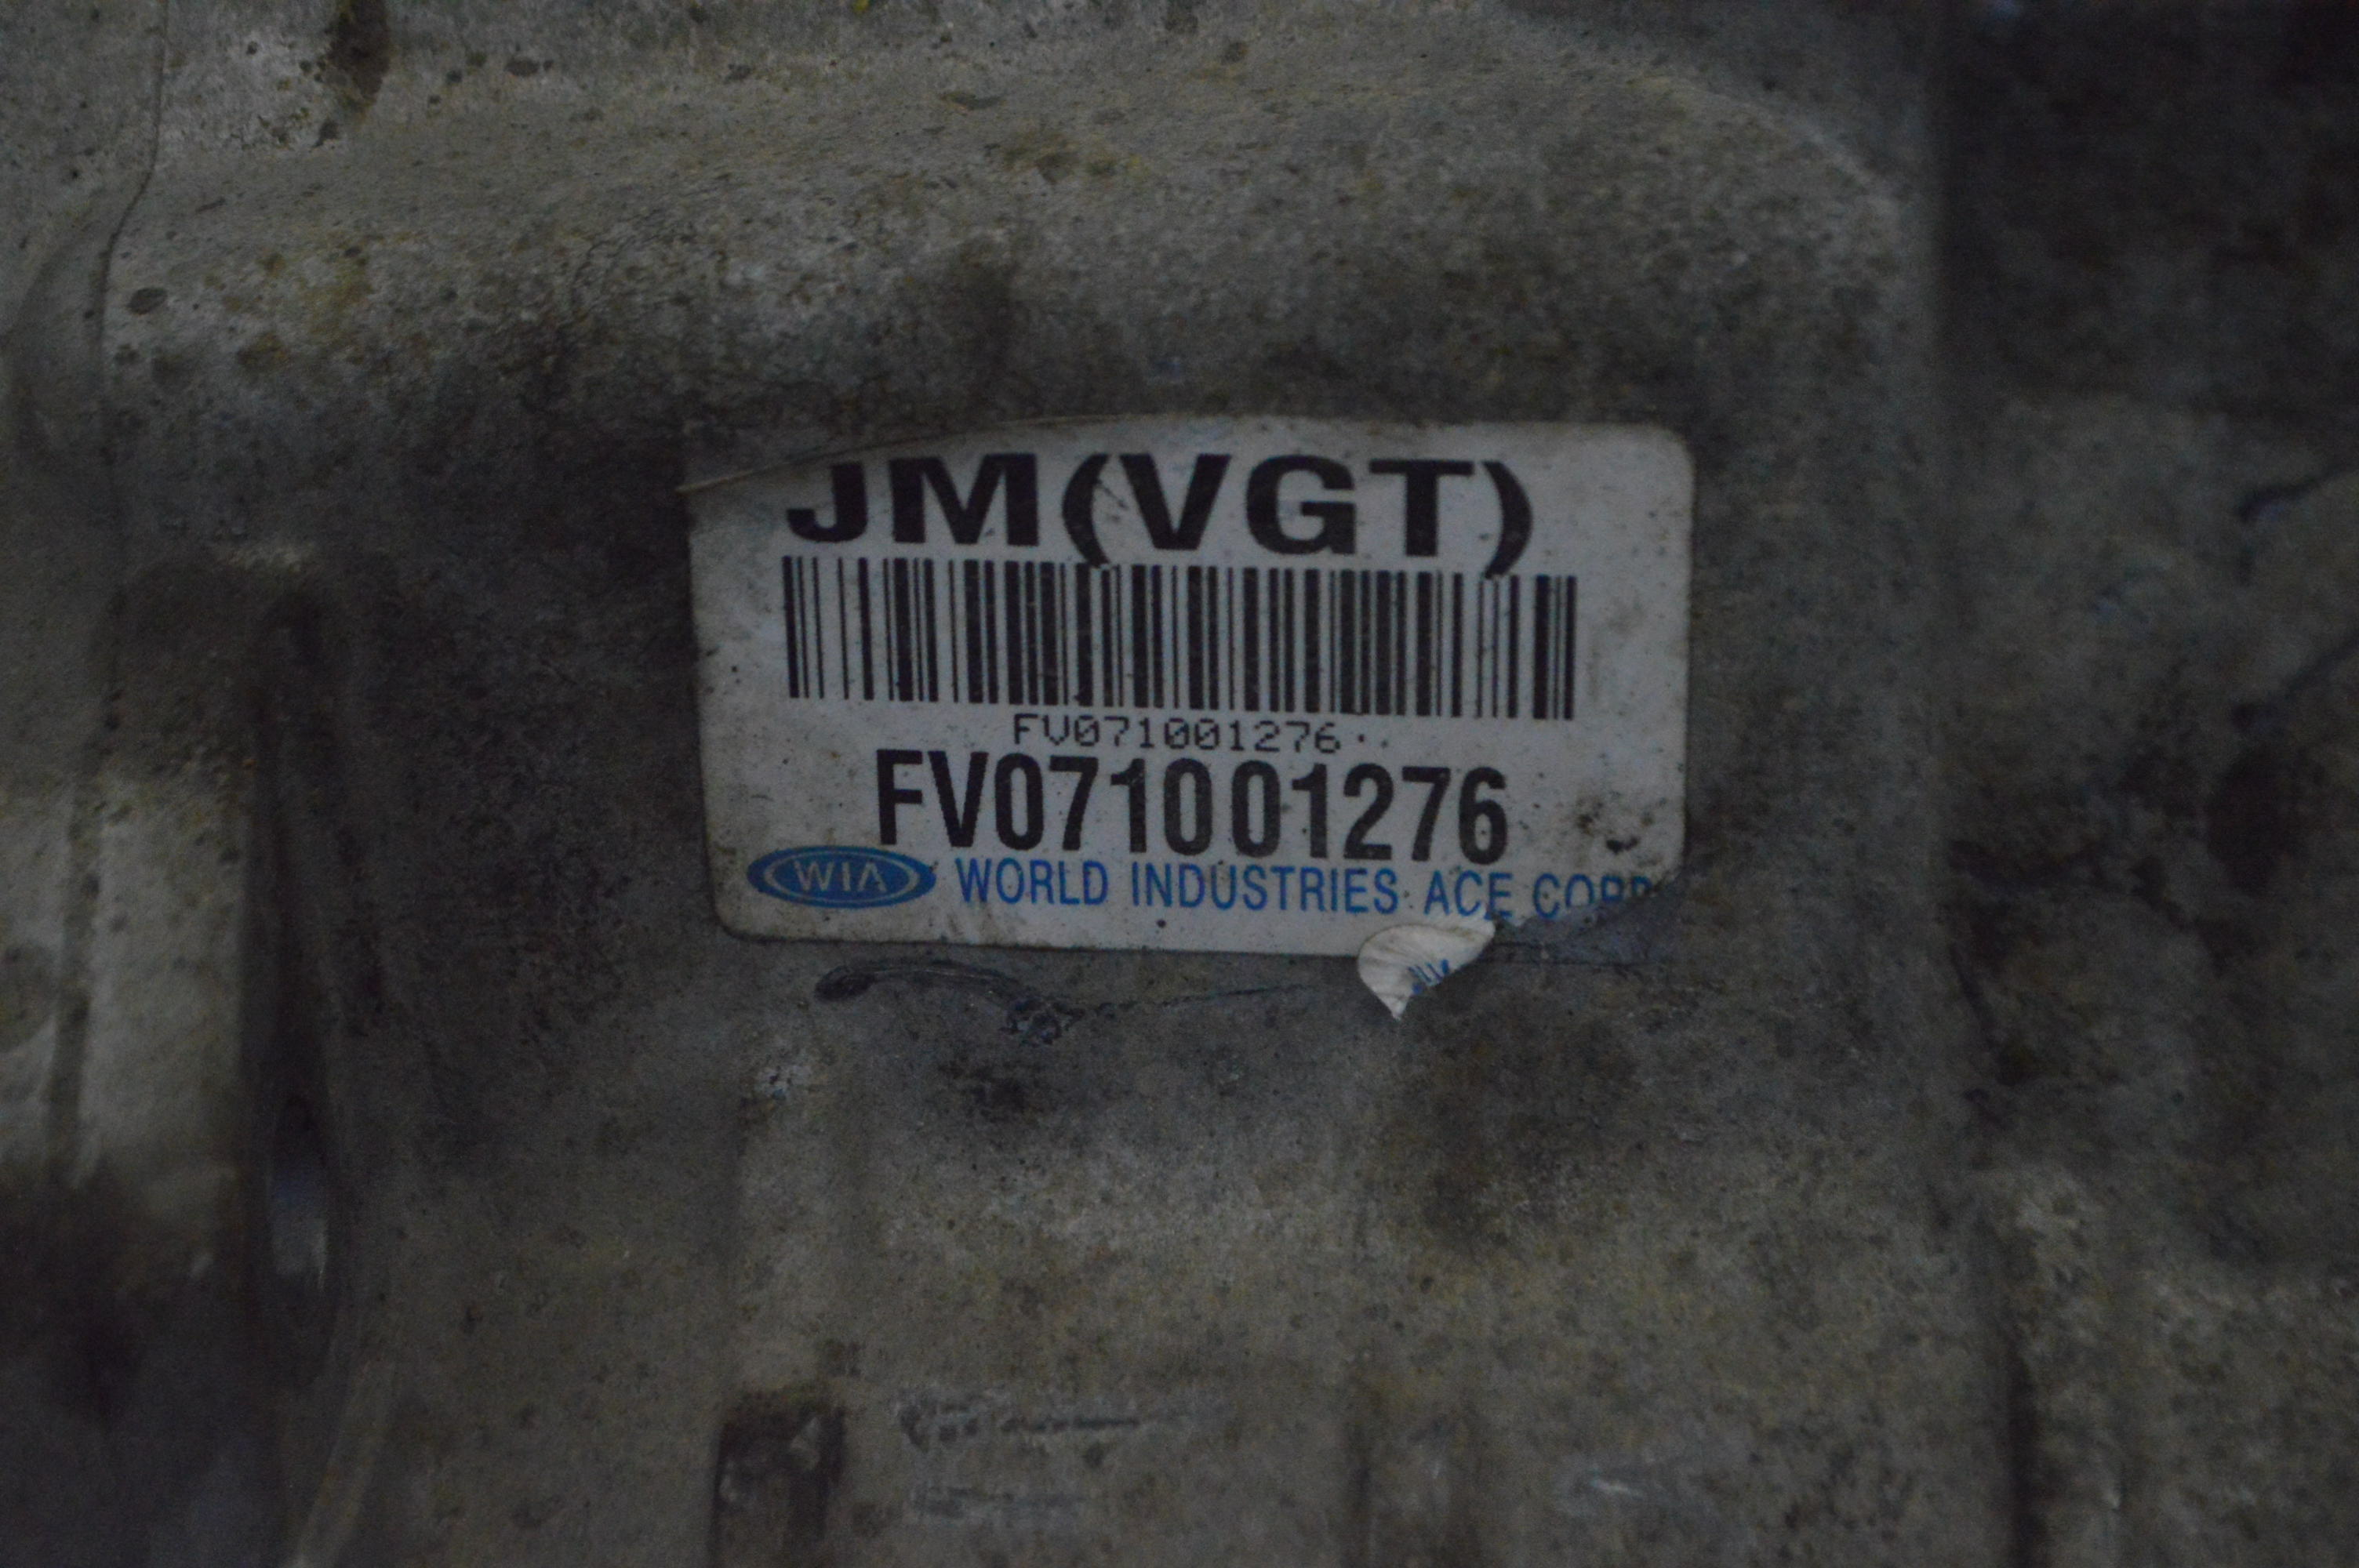 JM(VGT)
FV071001276
FV071001276
WIA WORLD INDUSTRIES ACE CORP